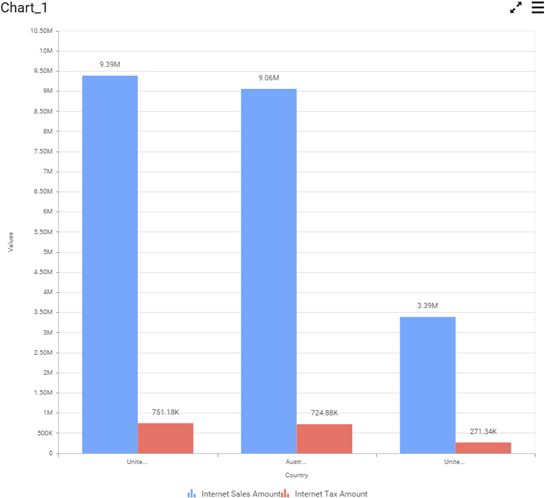 Chart_1
10.50M
10M
9.50M
9M
8.50M
8M
7.50M
7M
6.50M
6M
5.50M
5M
4.50M
4M
3.50M
3M
2.50M
2M
1.50M
1M
500K
0
Values
9.39M
751.18K
9.06M
724.88K
3.39M
271.34K
Unite...
Austr...
Unite...
Country
Internet Sales Amount
Internet Tax Amount